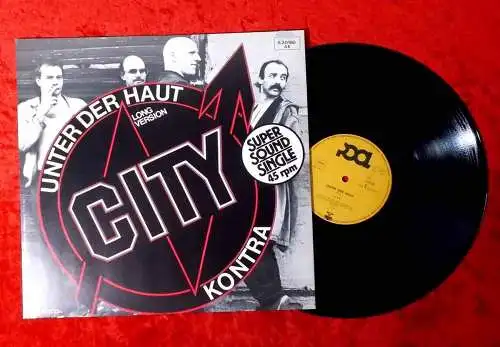 UNTER DER HAUT
LONG
VERSION
CITY
KONTRA
SUPER
SOUND
SINGLE
45 rpm